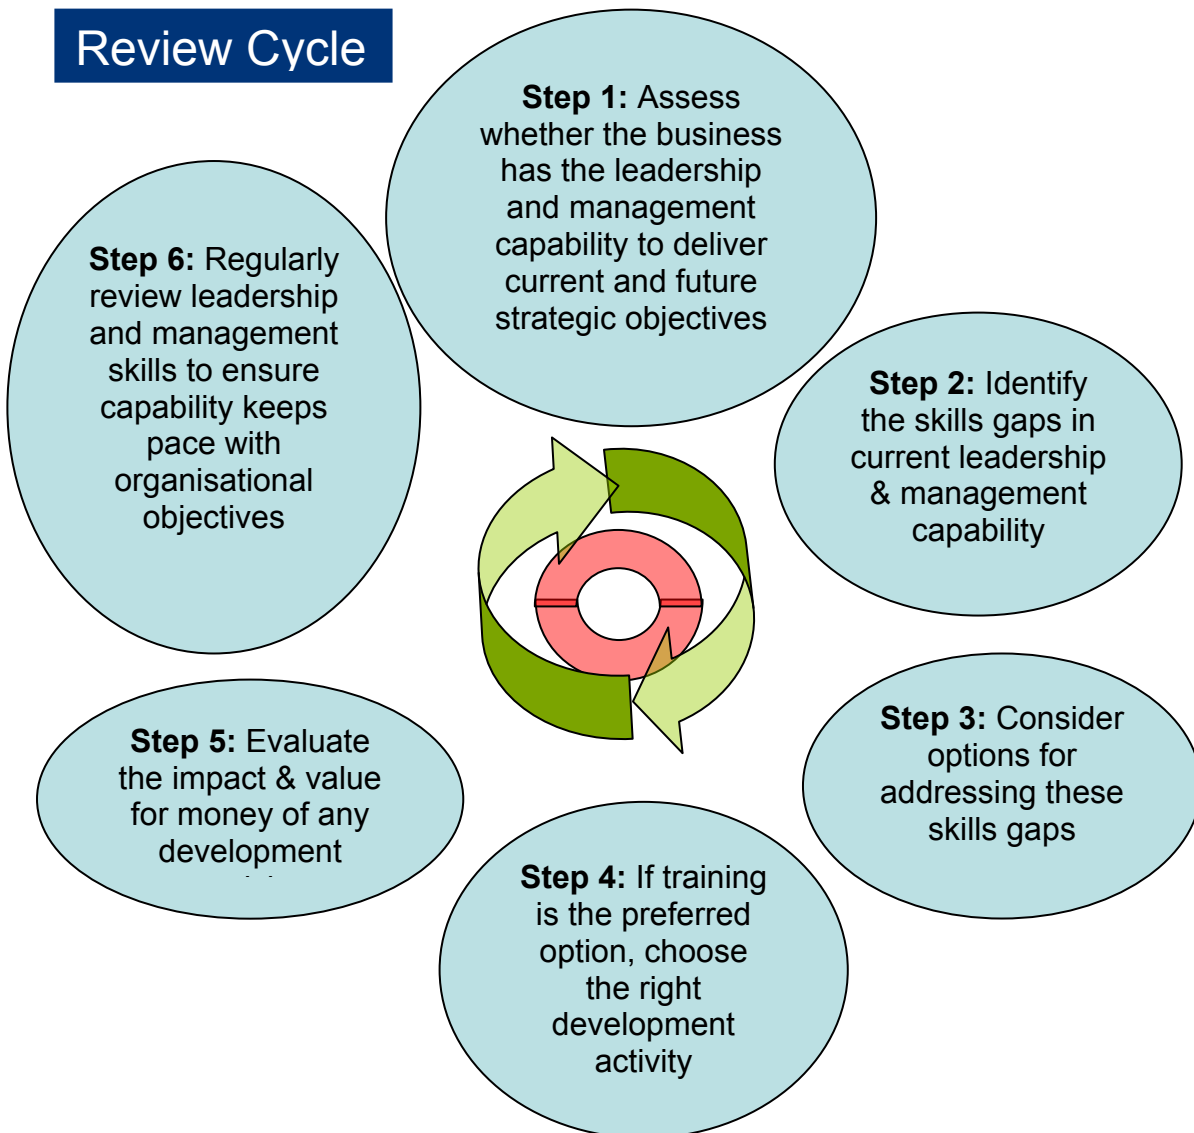 Review Cycle
Step 1: Assess
whether the business
has the leadership
and management
capability to deliver
current and future
strategic objectives
Step 2: Identify
the skills gaps in
current leadership
& management
capability
Step 3: Consider
options for
addressing these
skills gaps
Step 4: If training
is the preferred
option, choose
the right
development
activity
Step 5: Evaluate
the impact & value
for money of any
development
Step 6: Regularly
review leadership
and management
skills to ensure
capability keeps
pace with
organisational
objectives